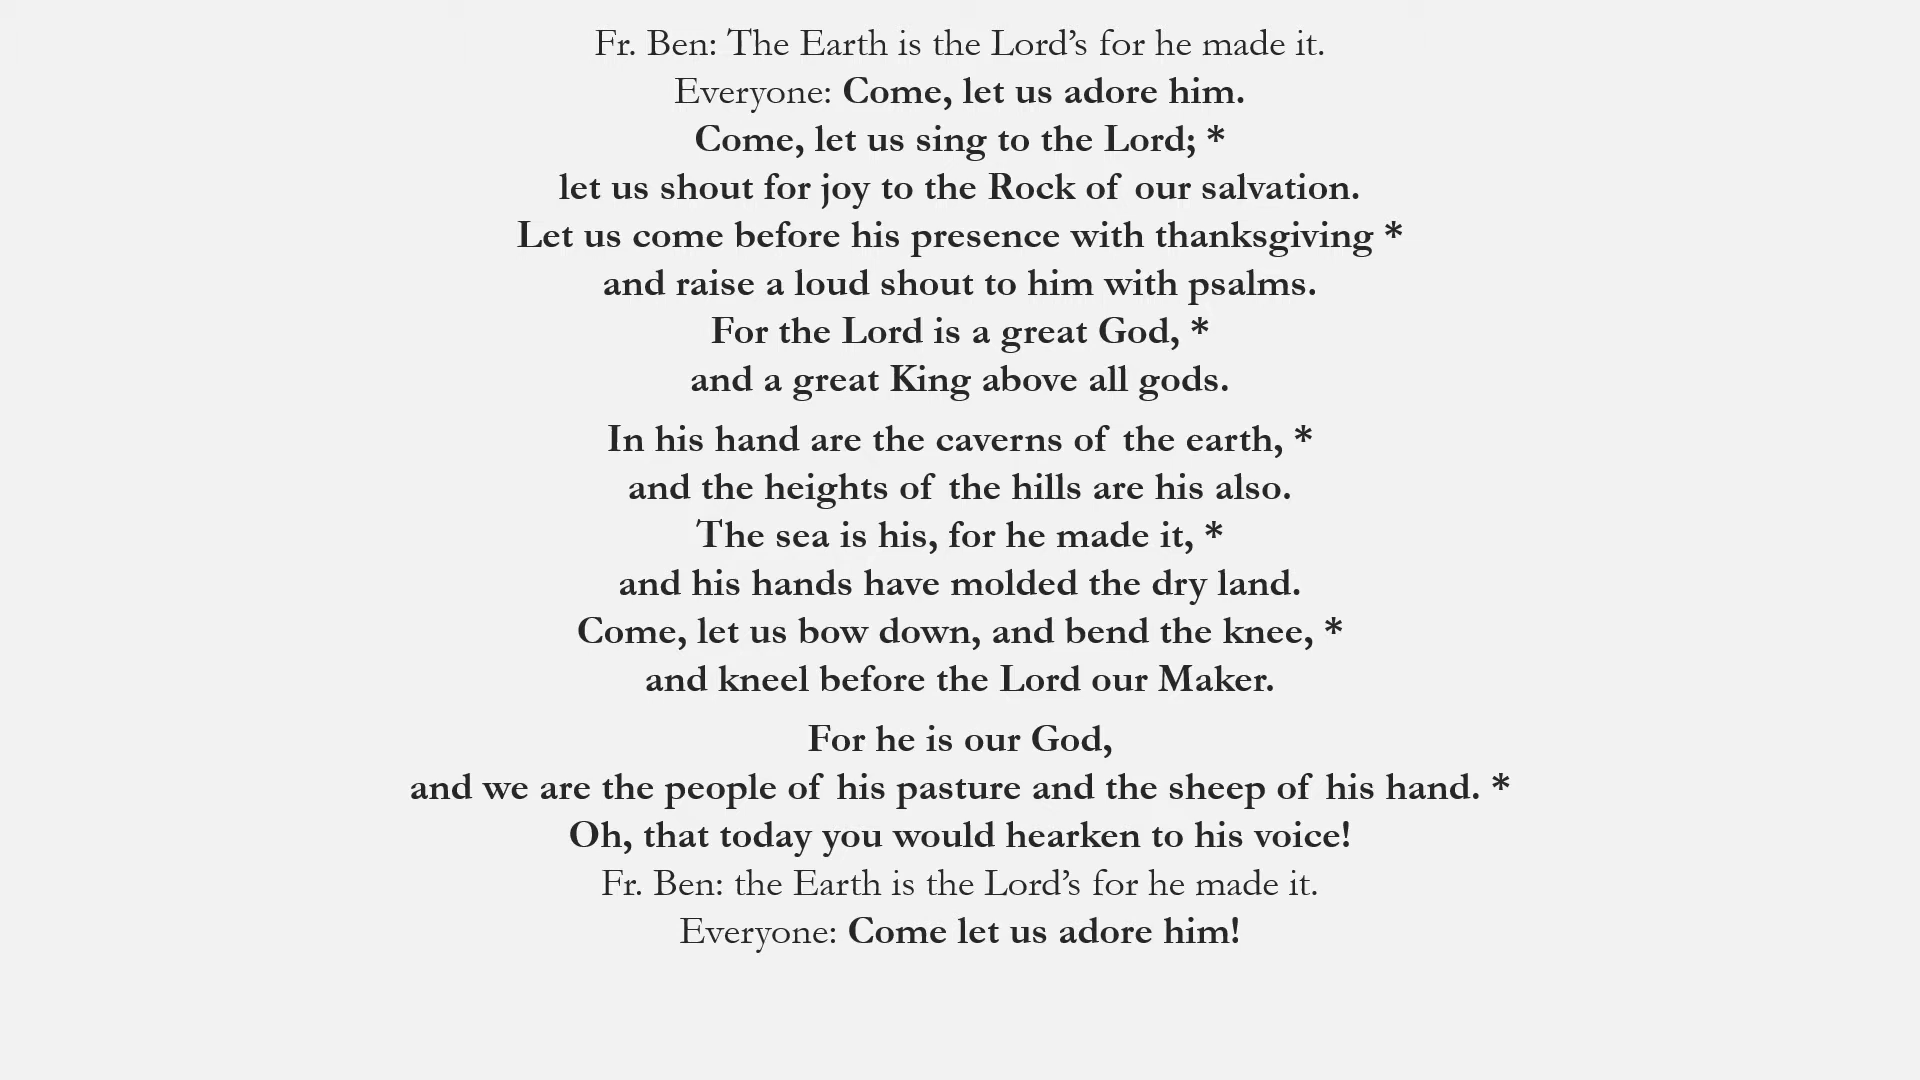 Fr. Ben: The Earth is the Lord’s for he made it.
Everyone: Come, let us adore him.
Come, let us sing to the Lord; *
let us shout for joy to the Rock of our salvation.
Let us come before his presence with thanksgiving *
and raise a loud shout to him with psalms.
For the Lord is a great God, *
and a great King above all gods.
In his hand are the caverns of the earth, *
and the heights of the hills are his also.
The sea is his, for he made it, *
and his hands have molded the dry land.
Come, let us bow down, and bend the knee, *
and kneel before the Lord our Maker.
For he is our God,
and we are the people of his pasture and the sheep of his hand. *
Oh, that today you would hearken to his voice!
Fr. Ben: the Earth is the Lord’s for he made it.
Everyone: Come let us adore him!